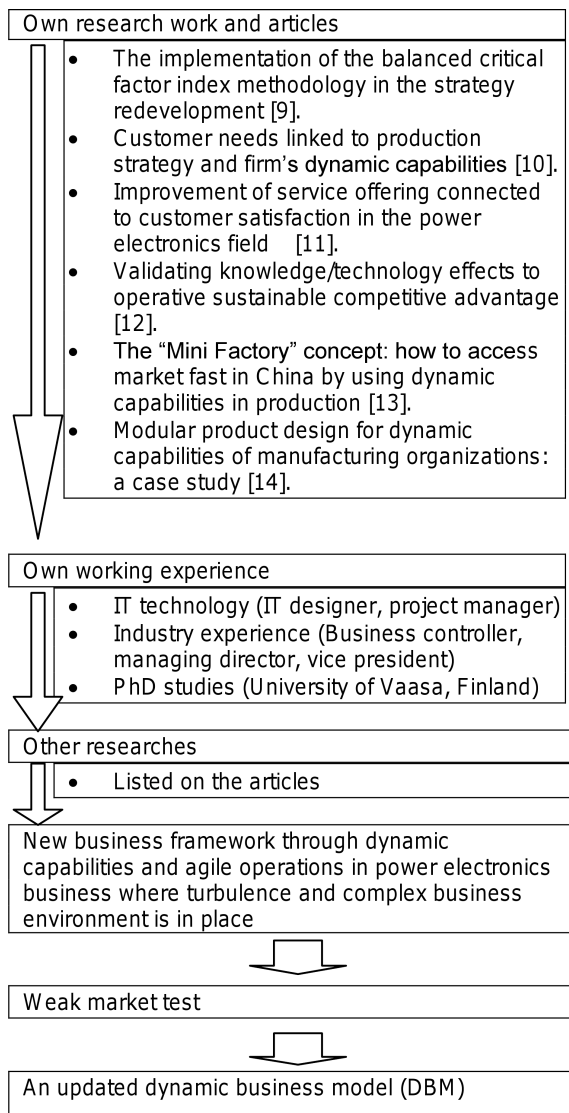 Own research work and articles
• The implementation of the balanced critical
factor index methodology in the strategy
redevelopment [9].
• Customer needs linked to production
strategy and firm’s dynamic capabilities [10].
• Improvement of service offering connected
to customer satisfaction in the power
electronics field [11].
• Validating knowledge/technology effects to
operative sustainable competitive advantage
[12].
• The “Mini Factory” concept: how to access
market fast in China by using dynamic
capabilities in production [13].
• Modular product design for dynamic
capabilities of manufacturing organizations:
a case study [14].
Own working experience
• IT technology (IT designer, project manager)
• Industry experience (Business controller,
managing director, vice president)
• PhD studies (University of Vaasa, Finland)
Other researches
• Listed on the articles
New business framework through dynamic
capabilities and agile operations in power electronics
business where turbulence and complex business
environment is in place
Weak market test
An updated dynamic business model (DBM)